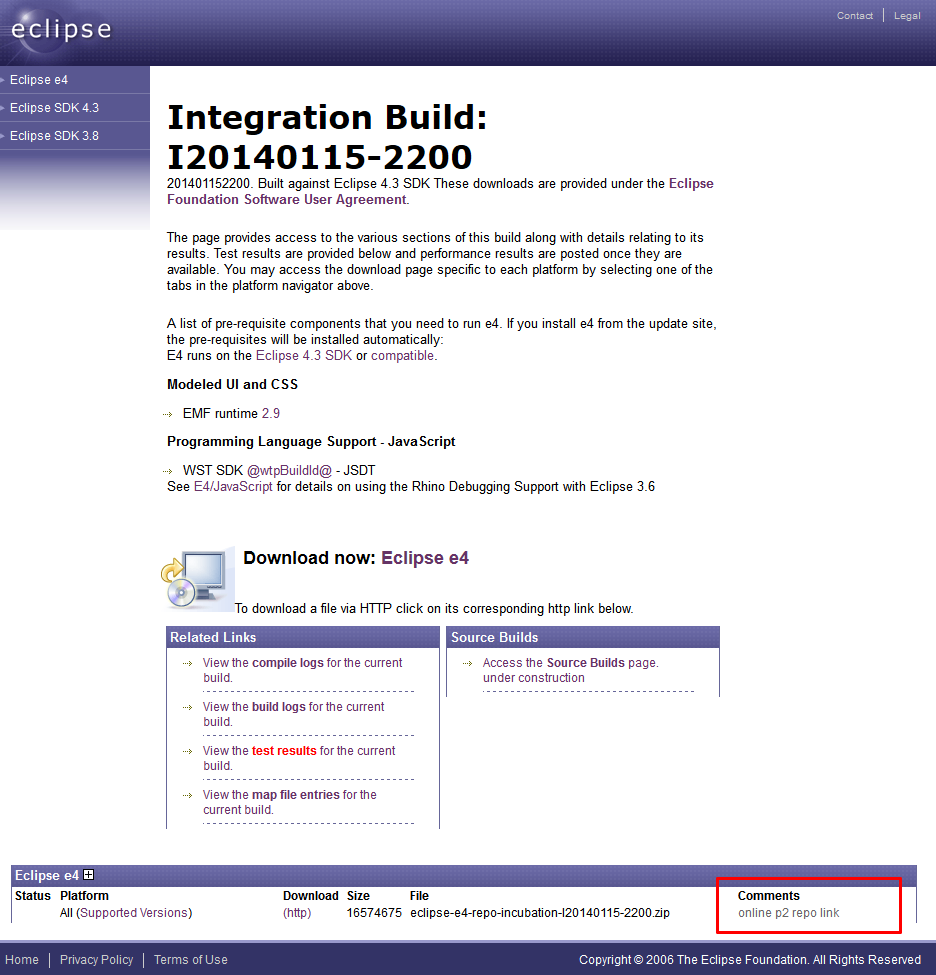 eclipse
Contact
Legal
Eclipse e4
Eclipse SDK 4.3
Eclipse SDK 3.8
Integration Build:
I20140115-2200
201401152200. Built against Eclipse 4.3 SDK These downloads are provided under the Eclipse
Foundation Software User Agreement.
The page provides access to the various sections of this build along with details relating to its
results. Test results are provided below and performance results are posted once they are
available. You may access the download page specific to each platform by selecting one of the
tabs in the platform navigator above.
A list of pre-requisite components that you need to run e4. If you install e4 from the update site,
the pre-requisites will be installed automatically:
E4 runs on the Eclipse 4.3 SDK or compatible.
Modeled UI and CSS
EMF runtime 2.9
Programming Language Support - JavaScript
WST SDK @wtpBuildId@ - JSDT
See E4/JavaScript for details on using the Rhino Debugging Support with Eclipse 3.6
Download now: Eclipse e4
To download a file via HTTP click on its corresponding http link below.
Related Links
View the compile logs for the current
build.
View the build logs for the current
build.
View the test results for the current
build.
View the map file entries for the
current build.
Source Builds
Access the Source Builds page.
under construction
Eclipse e4
Status Platform Download Size File Comments
All (Supported Versions) (http) 16574675 eclipse-e4-repo-incubation-I20140115-2200.zip online p2 repo link
Home Privacy Policy Terms of Use Copyright © 2006 The Eclipse Foundation. All Rights Reserved